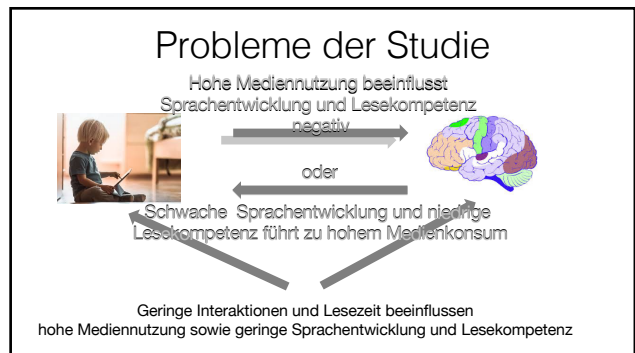 Probleme der Studie
Hohe Mediennutzung beeinflusst
Sprachentwicklung und Lesekompetenz
negativ
oder
Schwache Sprachentwicklung und niedrige
Lesekompetenz führt zu hohem Medienkonsum
Geringe Interaktionen und Lesezeit beeinflussen
hohe Mediennutzung sowie geringe Sprachentwicklung und Lesekompetenz